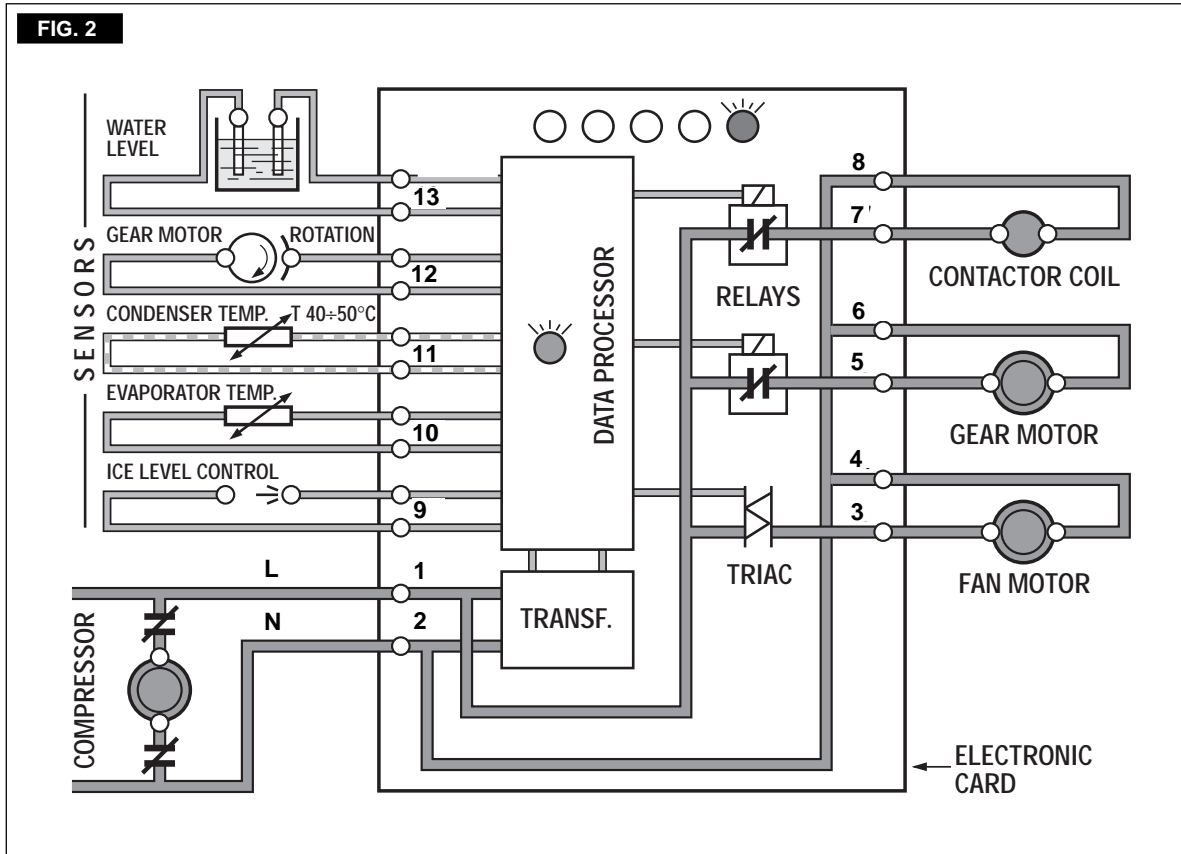 FIG. 2
WATER
LEVEL
13
GEAR MOTOR ROTATION
12
CONDENSER TEMP. T 40÷50°C
11
EVAPORATOR TEMP.
10
ICE LEVEL CONTROL
9
SENSORS
L
1
N
2
COMPRESSOR
DATA PROCESSOR
TRANSF.
RELAYS
TRIAC
8
7'
CONTACTOR COIL
6
5
GEAR MOTOR
4
3
FAN MOTOR
ELECTRONIC
CARD